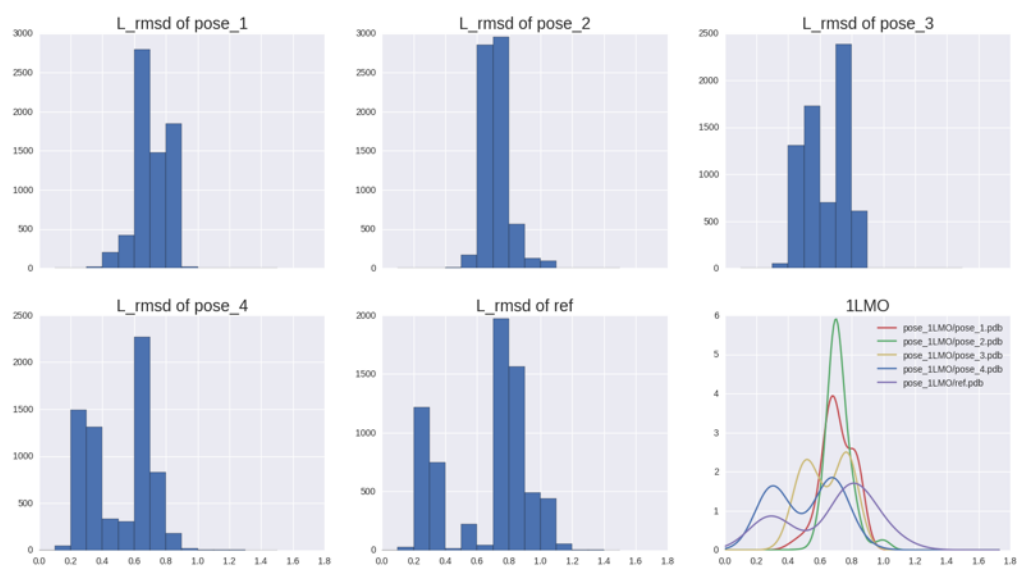 L_rmsd of pose_1
3000
2500
2000
1500
1000
500
0
L_rmsd of pose_2
3000
2500
2000
1500
1000
500
0
L_rmsd of pose_3
2500
2000
1500
1000
500
0
L_rmsd of pose_4
2500
2000
1500
1000
500
0
0.0 0.2 0.4 0.6 0.8 1.0 1.2 1.4 1.6 1.8
L_rmsd of ref
2000
1500
1000
500
0
0.0 0.2 0.4 0.6 0.8 1.0 1.2 1.4 1.6 1.8
1LMO
6
5
4
3
2
1
0
pose_1LMO/pose_1.pdb
pose_1LMO/pose_2.pdb
pose_1LMO/pose_3.pdb
pose_1LMO/pose_4.pdb
pose_1LMO/ref.pdb
0.0 0.2 0.4 0.6 0.8 1.0 1.2 1.4 1.6 1.8